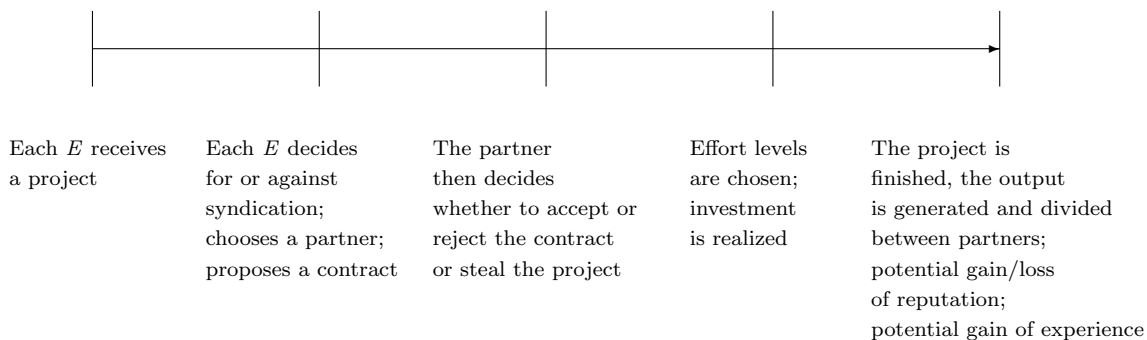 Each E receives
a project
Each E decides
for or against
syndication;
chooses a partner;
proposes a contract
The partner
then decides
whether to accept or
reject the contract
or steal the project
Effort levels
are chosen;
investment
is realized
The project is
finished, the output
is generated and divided
between partners;
potential gain/loss
of reputation;
potential gain of experience